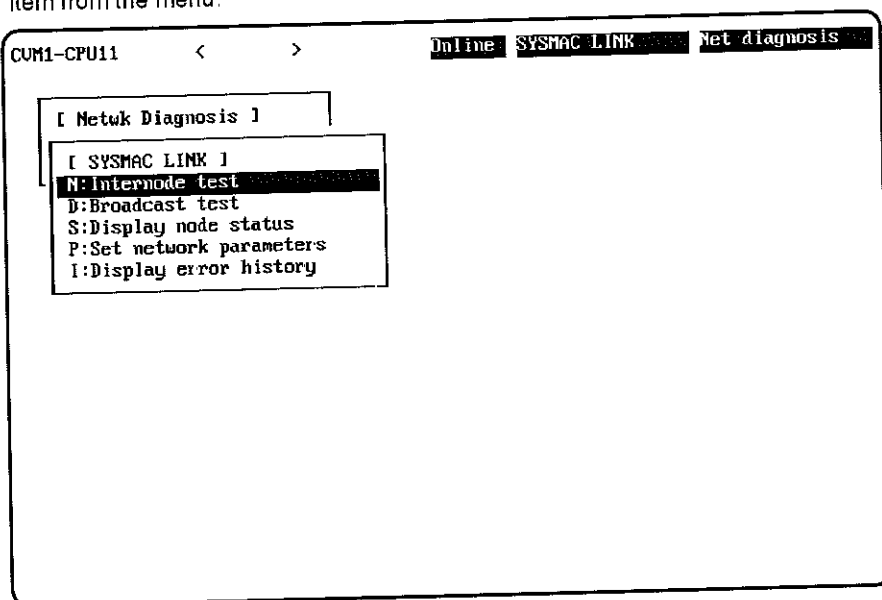 item from the menu.
CVM1-CPU11 < > Online SYSMAC LINK Net diagnosis
[ Netwk Diagnosis ]
[ SYSMAC LINK ]
N:Internode test
D:Broadcast test
S:Display node status
P:Set network parameters
I:Display error history